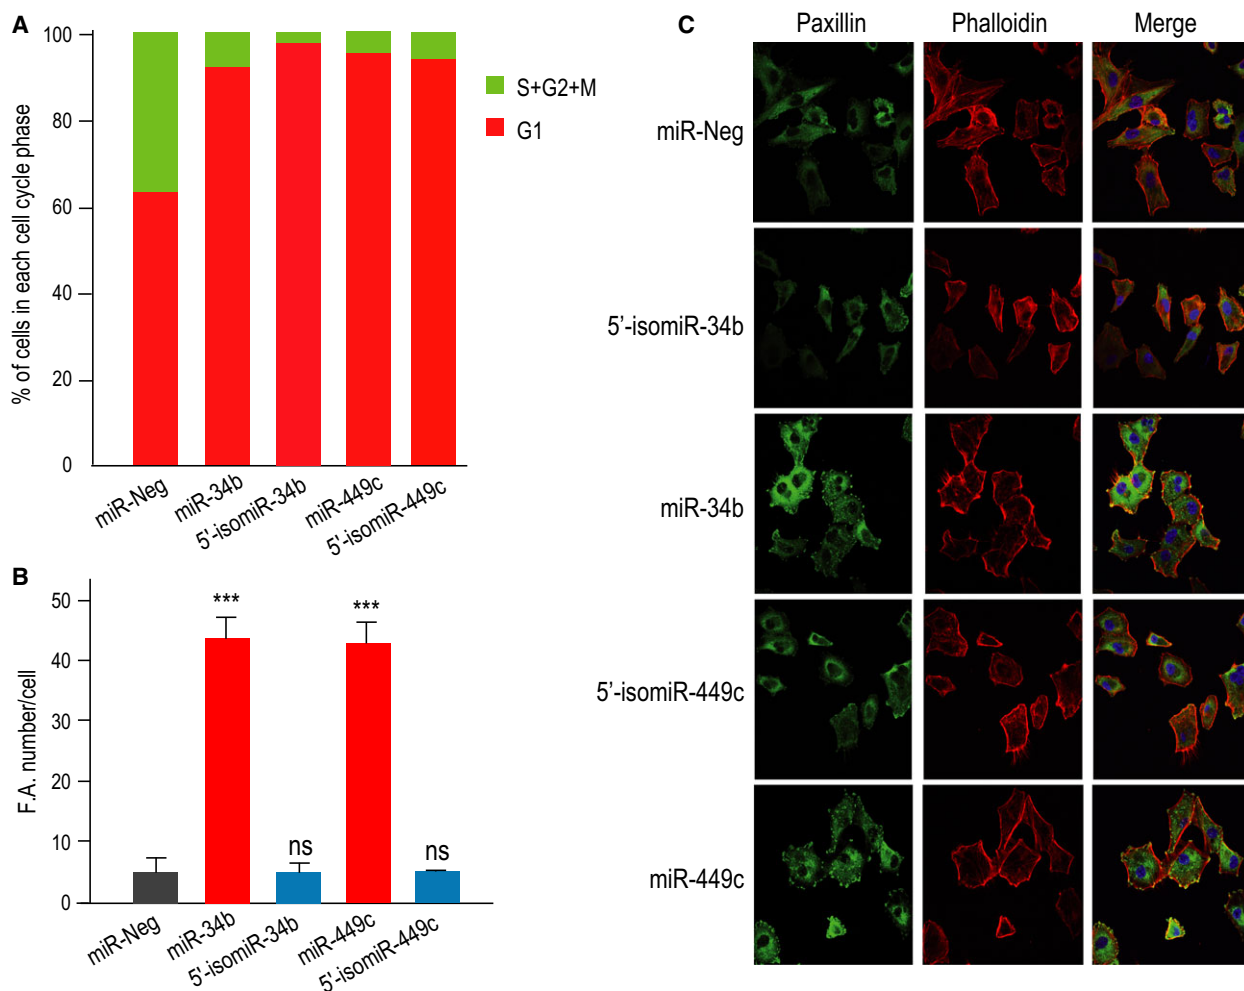 A
100
80
60
40
20
0
% of cells in each cell cycle phase
S+G2+M
G1
miR-Neg
miR-34b
5'-isomiR-34b
miR-449c
5'-isomiR-449c
B
50
40
30
20
10
0
F.A. number/cell
***
ns
***
ns
miR-Neg
miR-34b
5'-isomiR-34b
miR-449c
5'-isomiR-449c
C
Paxillin Phalloidin Merge
miR-Neg
5'-isomiR-34b
miR-34b
5'-isomiR-449c
miR-449c